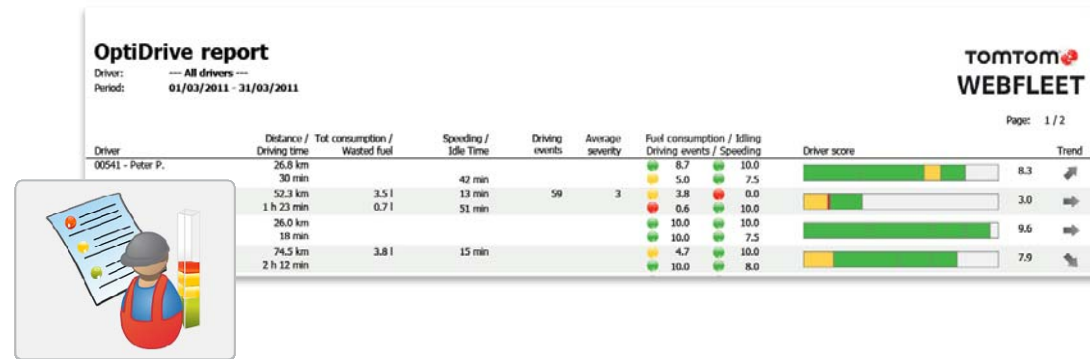 OptiDrive report
Driver: --- All drivers ---
Period: 01/03/2011 - 31/03/2011
TOMTOM
WEBFLEET
Page: 1 / 2
Distance / Tot consumption / Speeding / Driving Average Fuel consumption / Idling
Driver Driving time Wasted fuel Idle Time events severity Driving events / Speeding Driver score Trend
00541 - Peter P. 26.8 km 8.7 10.0
30 min 42 min 5.0 7.5 8.3
52.3 km 3.5 l 13 min 59 3 3.8 0.0
1 h 23 min 0.7 l 51 min 0.6 10.0 3.0
26.0 km 10.0 10.0
18 min 10.0 7.5 9.6
74.5 km 3.8 l 15 min 4.7 10.0
2 h 12 min 10.0 8.0 7.9